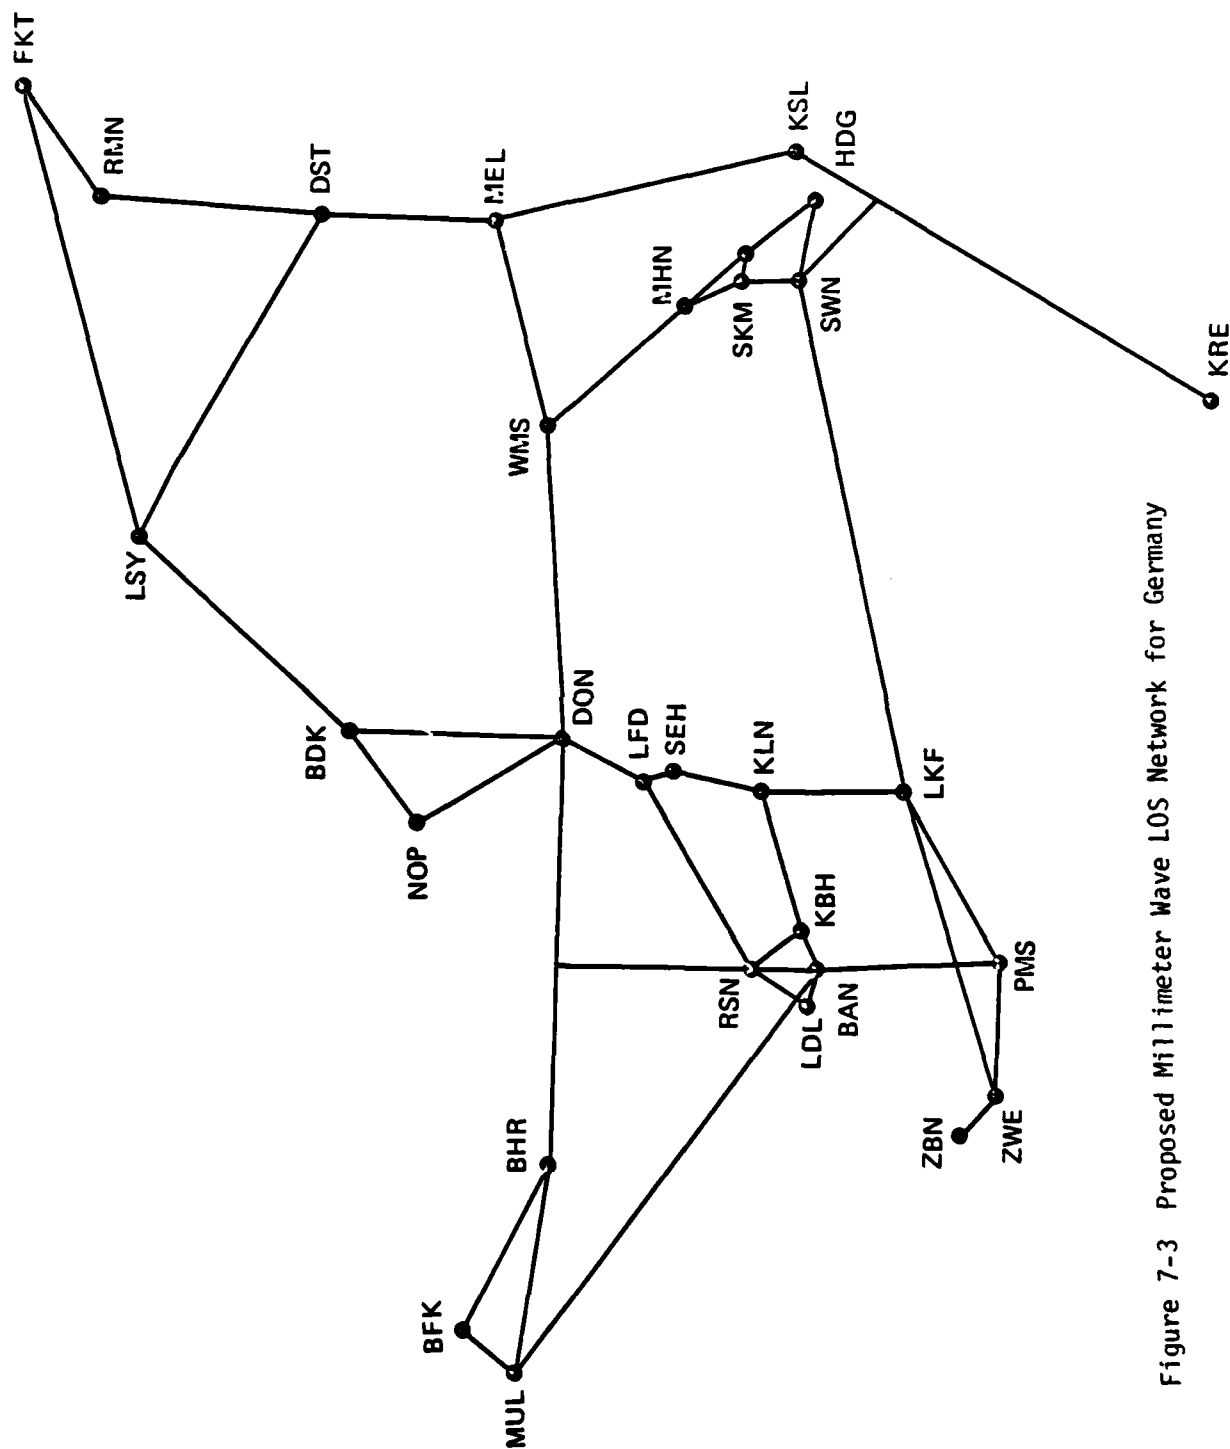 FKT
RMN
DST
MEL
KSL
HDG
MHN
SKM
SWN
KRE
WMS
LSY
BDK
NOP
DON
LFD
SEH
KLN
LKF
KBH
RSN
LDL
BAN
PMS
BHR
ZBN
ZWE
BFK
MUL
Figure 7-3 Proposed Millimeter Wave LOS Network for Germany